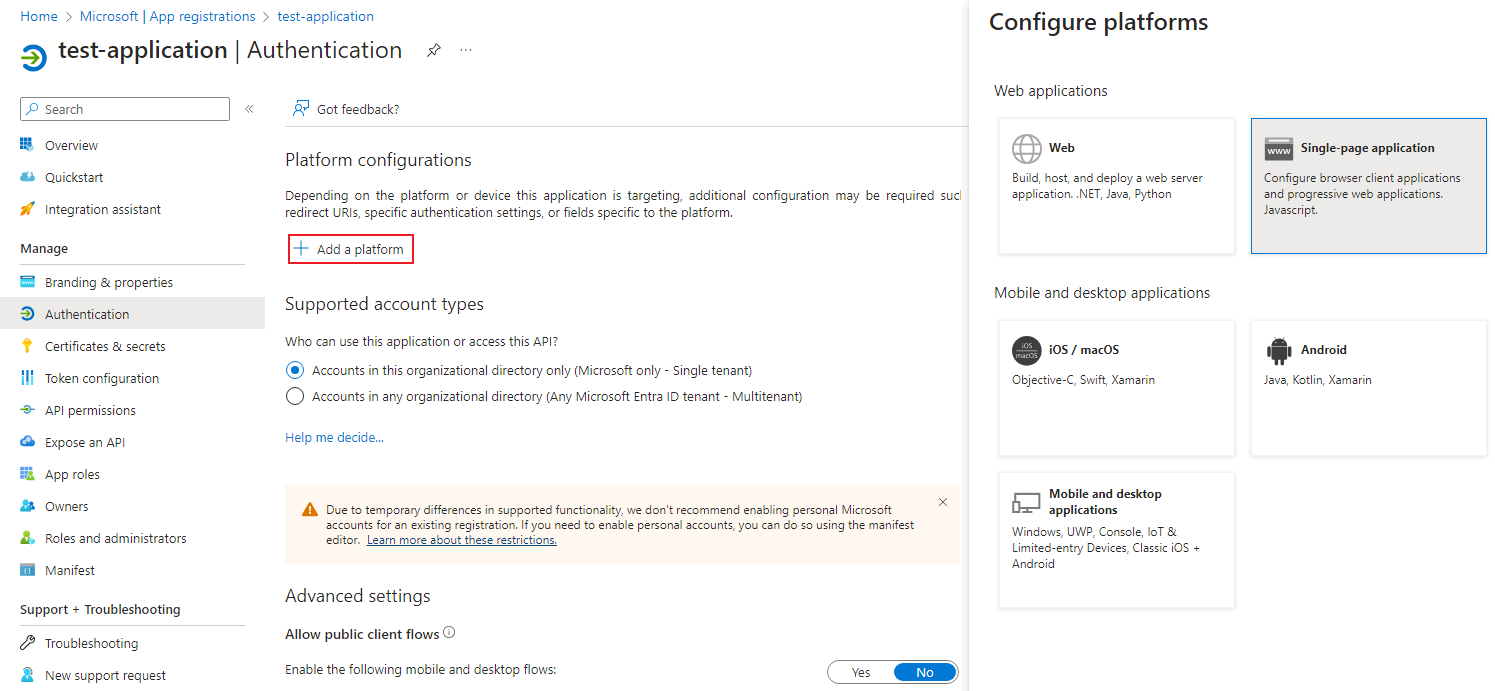 Home > Microsoft | App registrations > test-application
test-application | Authentication
Search
Overview
Quickstart
Integration assistant
Manage
Branding & properties
Authentication
Certificates & secrets
Token configuration
API permissions
Expose an API
App roles
Owners
Roles and administrators
Manifest
Support + Troubleshooting
Troubleshooting
New support request
Got feedback?
Platform configurations
Depending on the platform or device this application is targeting, additional configuration may be required suc
redirect URIs, specific authentication settings, or fields specific to the platform.
Add a platform
Supported account types
Who can use this application or access this API?
Accounts in this organizational directory only (Microsoft only - Single tenant)
Accounts in any organizational directory (Any Microsoft Entra ID tenant - Multitenant)
Help me decide...
Due to temporary differences in supported functionality, we don't recommend enabling personal Microsoft
accounts for an existing registration. If you need to enable personal accounts, you can do so using the manifest
editor. Learn more about these restrictions.
Advanced settings
Allow public client flows
Enable the following mobile and desktop flows:
Yes No
Configure platforms
Web applications
Web
Build, host, and deploy a web server
application. .NET, Java, Python
www
Single-page application
Configure browser client applications
and progressive web applications.
Javascript.
Mobile and desktop applications
iOS
macOS
iOS / macOS
Objective-C, Swift, Xamarin
Android
Java, Kotlin, Xamarin
Mobile and desktop
applications
Windows, UWP, Console, IoT &
Limited-entry Devices, Classic iOS +
Android